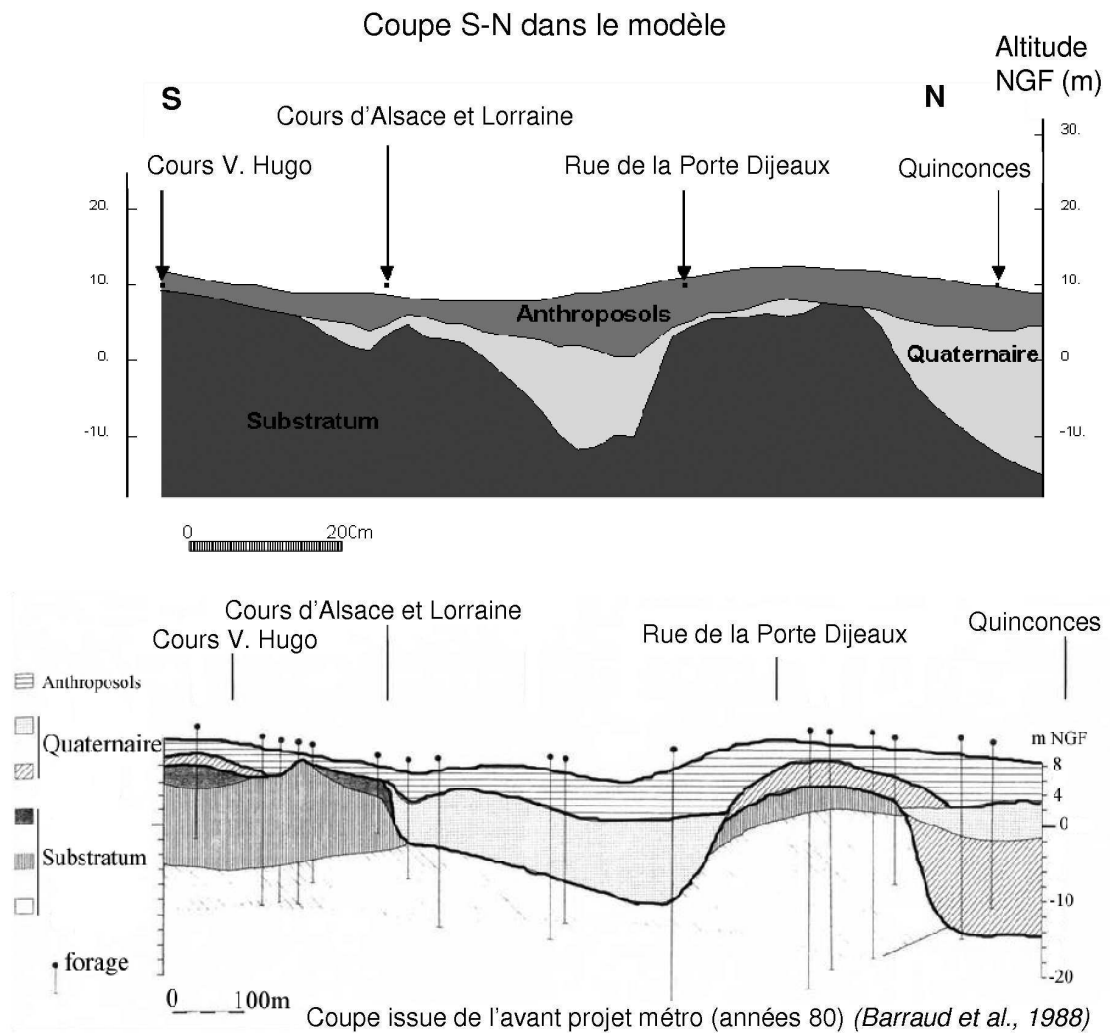 Coupe S-N dans le modèle
Altitude
NGF (m)
S
N
Cours d'Alsace et Lorraine
30.
Cours V. Hugo
Rue de la Porte Dijeaux
Quinconces
20.
20.
10.
10.
Anthroposols
Quaternaire
0.
0
Substratum
-10.
-10.
0
200m
Cours d'Alsace et Lorraine
Cours V. Hugo
Rue de la Porte Dijeaux
Quinconces
Anthroposols
Quaternaire
m NGF
8
4
0
Substratum
-10
forage
-20
0
100m
Coupe issue de l'avant projet métro (années 80) (Barraud et al., 1988)